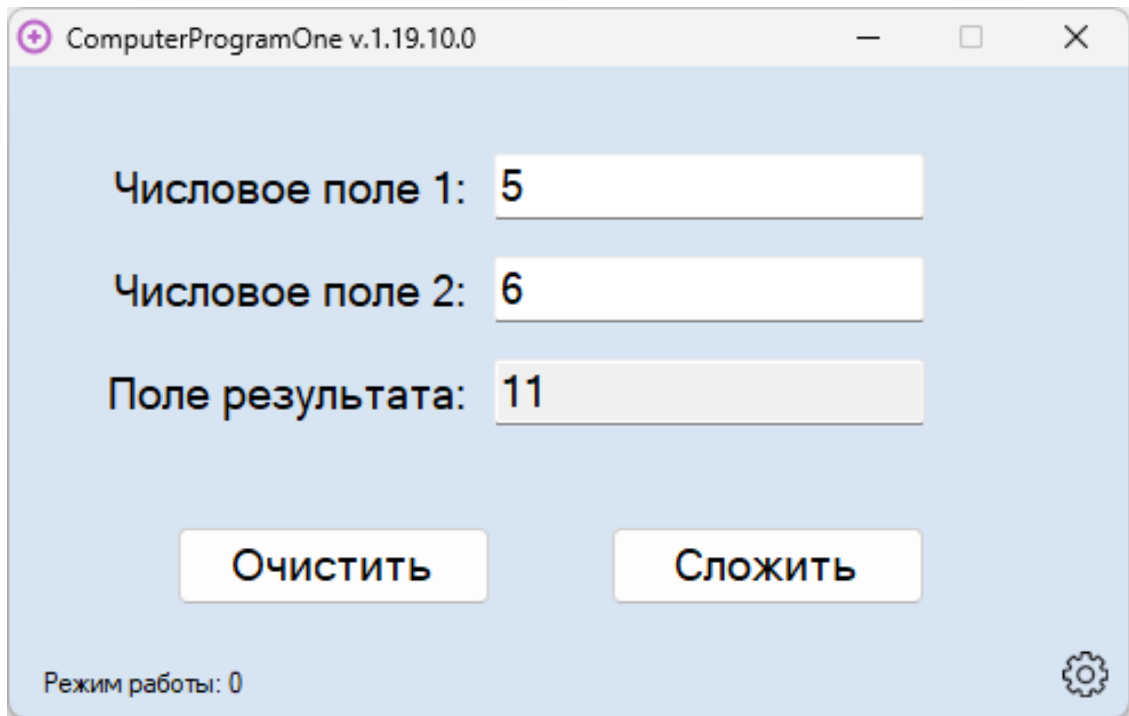 ComputerProgramOne v.1.19.10.0
Числовое поле 1: 5
Числовое поле 2: 6
Поле результата: 11
Очистить Сложить
Режим работы: 0